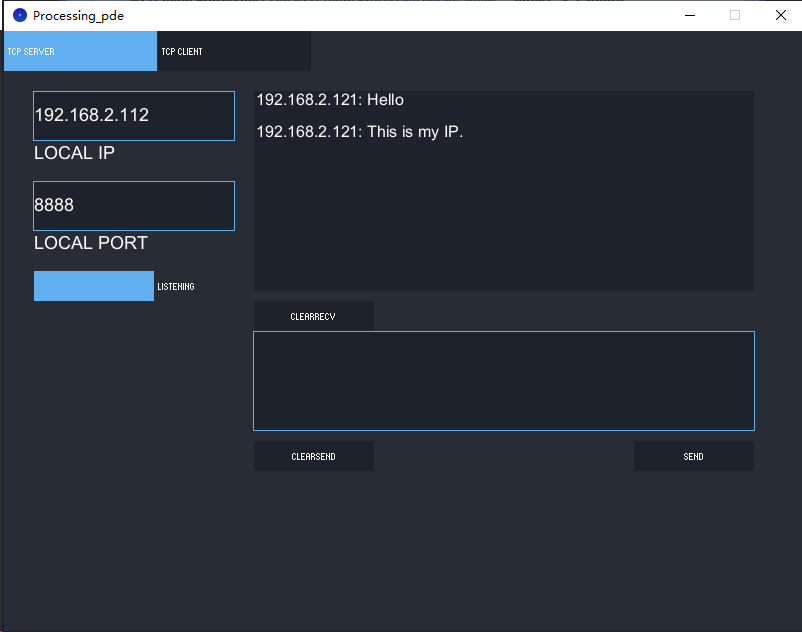 Processing_pde
TCP SERVER
TCP CLIENT
192.168.2.112
LOCAL IP
8888
LOCAL PORT
LISTENING
192.168.2.121: Hello
192.168.2.121: This is my IP.
CLEARRECV
CLEARSEND
SEND